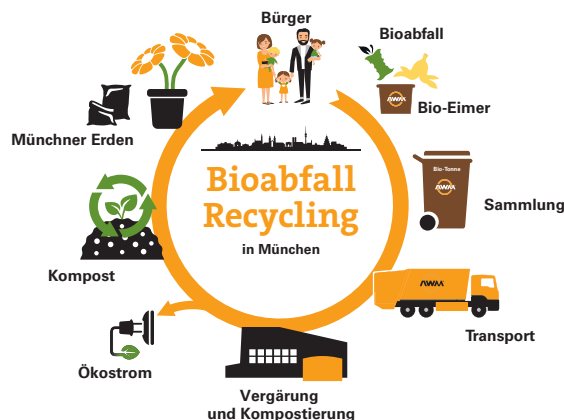 Bürger
Bioabfall
AWM
Bio-Eimer
Bio-Tonne
AWM
Sammlung
AWM
Transport
Vergärung
und Kompostierung
Ökostrom
Kompost
Münchner Erden
Bioabfall
Recycling
in München